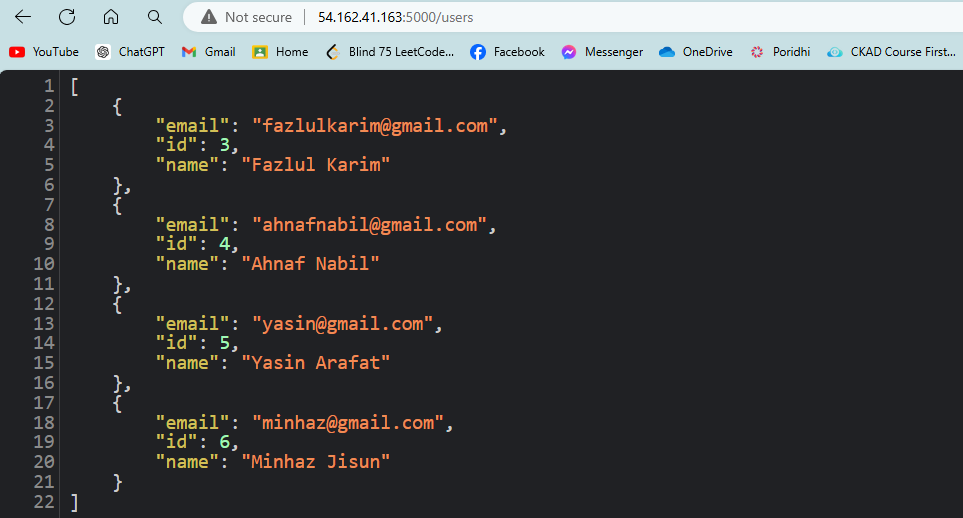 Not secure 54.162.41.163:5000/users
YouTube ChatGPT Gmail Home Blind 75 LeetCode... Facebook Messenger OneDrive Poridhi CKAD Course First...
1 [
2     {
3         "email": "fazlulkarim@gmail.com",
4         "id": 3,
5         "name": "Fazlul Karim"
6     },
7     {
8         "email": "ahnafnabil@gmail.com",
9         "id": 4,
10         "name": "Ahnaf Nabil"
11     },
12     {
13         "email": "yasin@gmail.com",
14         "id": 5,
15         "name": "Yasin Arafat"
16     },
17     {
18         "email": "minhaz@gmail.com",
19         "id": 6,
20         "name": "Minhaz Jisun"
21     }
22 ]